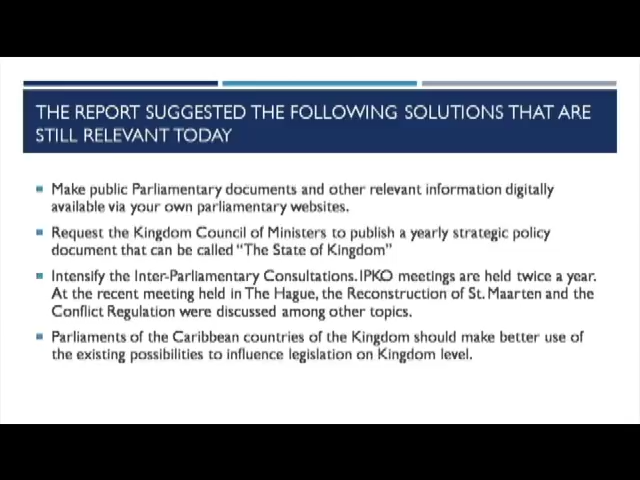 THE REPORT SUGGESTED THE FOLLOWING SOLUTIONS THAT ARE
STILL RELEVANT TODAY
Make public Parliamentary documents and other relevant information digitally
available via your own parliamentary websites.
Request the Kingdom Council of Ministers to publish a yearly strategic policy
document that can be called “The State of Kingdom”
Intensify the Inter-Parliamentary Consultations. IPKO meetings are held twice a year.
At the recent meeting held in The Hague, the Reconstruction of St. Maarten and the
Conflict Regulation were discussed among other topics.
Parliaments of the Caribbean countries of the Kingdom should make better use of
the existing possibilities to influence legislation on Kingdom level.